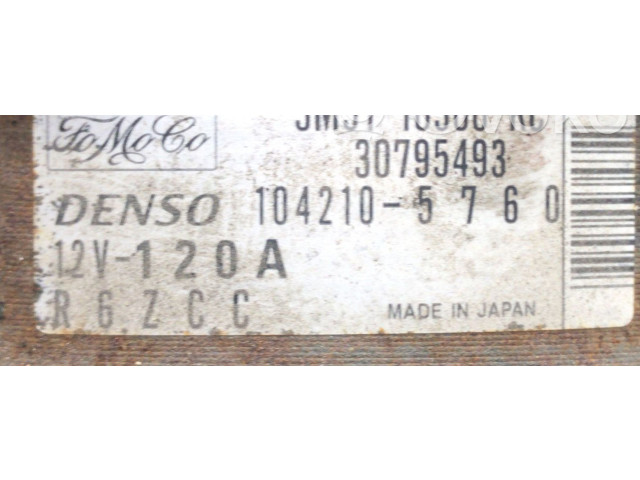 FoMoCo
30795493
DENSO 104210-5760
12V-120A
R6ZCC
MADE IN JAPAN